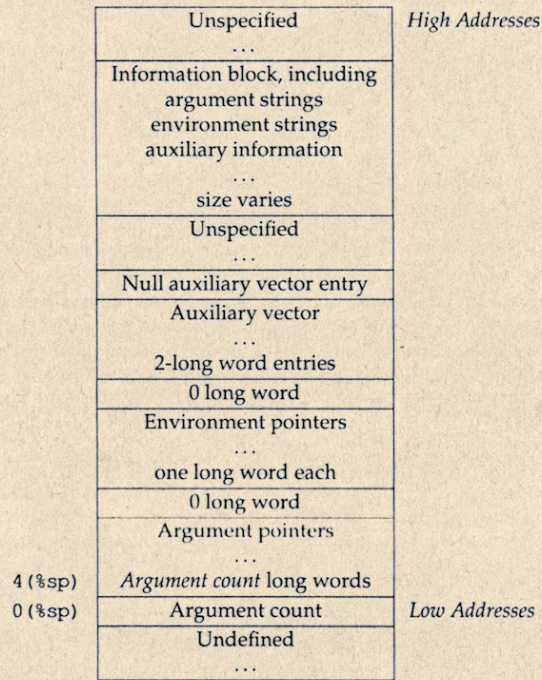 Unspecified High Addresses
...
Information block, including
argument strings
environment strings
auxiliary information
...
size varies
Unspecified
...
Null auxiliary vector entry
Auxiliary vector
...
2-long word entries
0 long word
Environment pointers
...
one long word each
0 long word
Argument pointers
...
4(%sp) Argument count long words
0(%sp) Argument count Low Addresses
Undefined
...